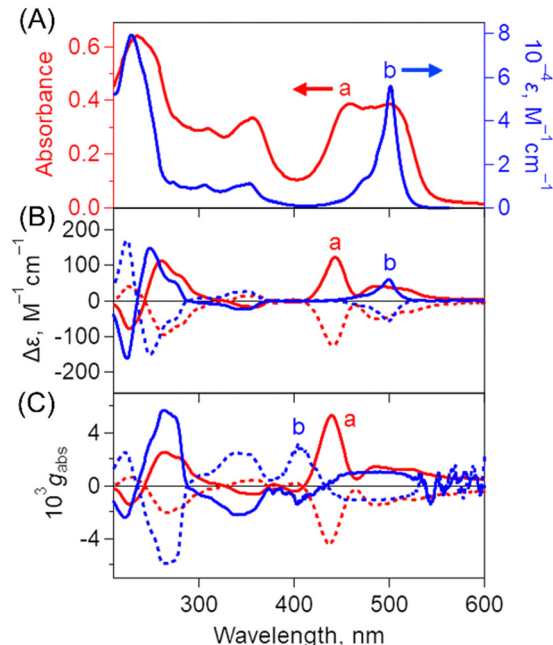 (A)
0.6
0.4
0.2
0.0
Absorbance
a
b
8
6
4
2
0
10⁻⁴ ε, M⁻¹ cm⁻¹
(B)
200
100
0
-100
-200
Δε, M⁻¹ cm⁻¹
a
b
(C)
4
0
-4
10³ gabs
b
a
300 400 500 600
Wavelength, nm